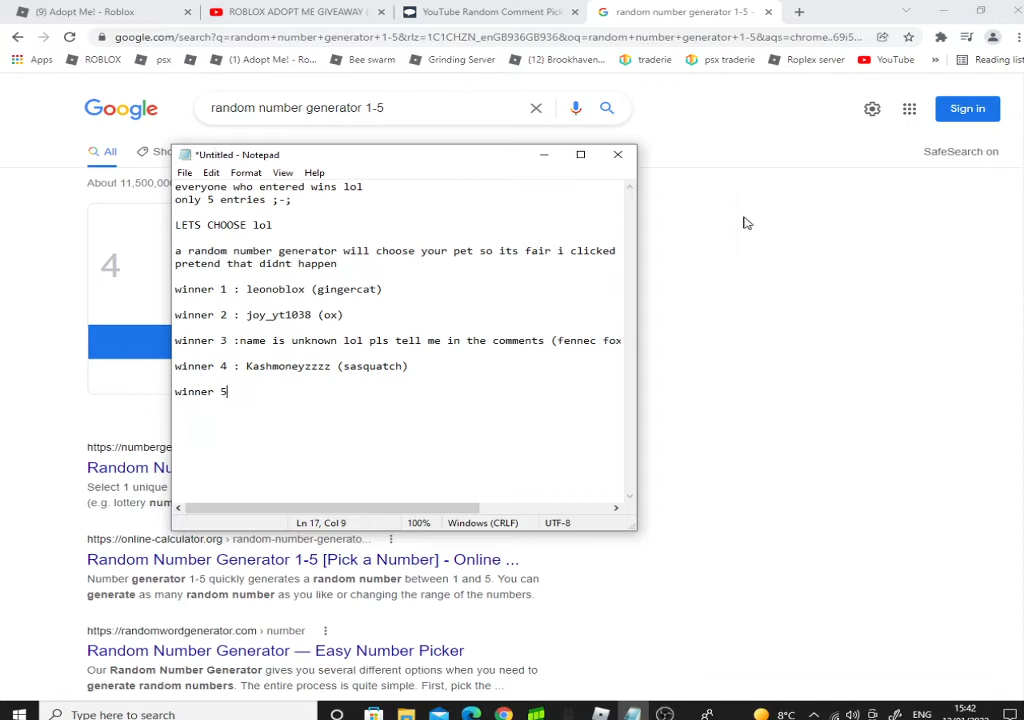 (9) Adopt Me! - Roblox
ROBLOX ADOPT ME GIVEAWAY
YouTube Random Comment Pick
random number generator 1-5 -
google.com/search?q=random+number+generator+1-5&rlz=1C1CHZN_enGB936GB936&oq=random+number+generator+1-5&aqs=chrome..69i5...
Apps
ROBLOX
psx
(1) Adopt Me! - Ro...
Bee swarm
Grinding Server
(12) Brookhaven...
traderie
psx traderie
Roplex server
YouTube
»
Reading list
Google
random number generator 1-5
Sign in
All
Sho
SafeSearch on
About 11,500,00
4
*Untitled - Notepad
File Edit Format View Help
everyone who entered wins lol
only 5 entries ;-;
LETS CHOOSE lol
a random number generator will choose your pet so its fair i clicked
pretend that didnt happen
winner 1 : leonoblox (gingercat)
winner 2 : joy_yt1038 (ox)
winner 3 :name is unknown lol pls tell me in the comments (fennec fox
winner 4 : Kashmoneyzzzz (sasquatch)
winner 5
Ln 17, Col 9
100%
Windows (CRLF)
UTF-8
https://numberge
Random Nu
Select 1 unique
(e.g. lottery num
https://online-calculator.org › random-number-generato...
Random Number Generator 1-5 [Pick a Number] - Online ...
Number generator 1-5 quickly generates a random number between 1 and 5. You can
generate as many random number as you like or changing the range of the numbers.
https://randomwordgenerator.com › number
Random Number Generator — Easy Number Picker
Our Random Number Generator gives you several different options when you need to
generate random numbers. The entire process is quite simple. First, pick the ...
Type here to search
8°C
ENG
15:42